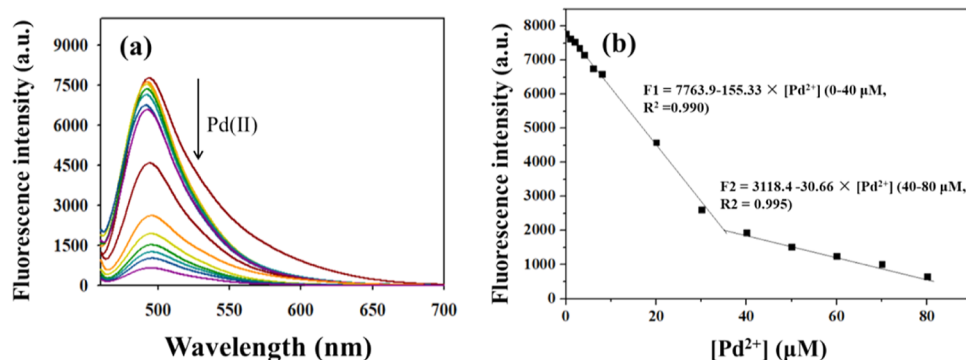 (a)
Fluorescence intensity (a.u.)
9000
7500
6000
4500
3000
1500
0
Pd(II)
500
550
600
650
700
Wavelength (nm)
(b)
Fluorescence intensity (a.u.)
8000
7000
6000
5000
4000
3000
2000
1000
0
F1 = 7763.9-155.33 × [Pd²⁺] (0-40 μM,
R² =0.990)
F2 = 3118.4 -30.66 × [Pd²⁺] (40-80 μM,
R2 = 0.995)
0
20
40
60
80
[Pd²⁺] (μM)